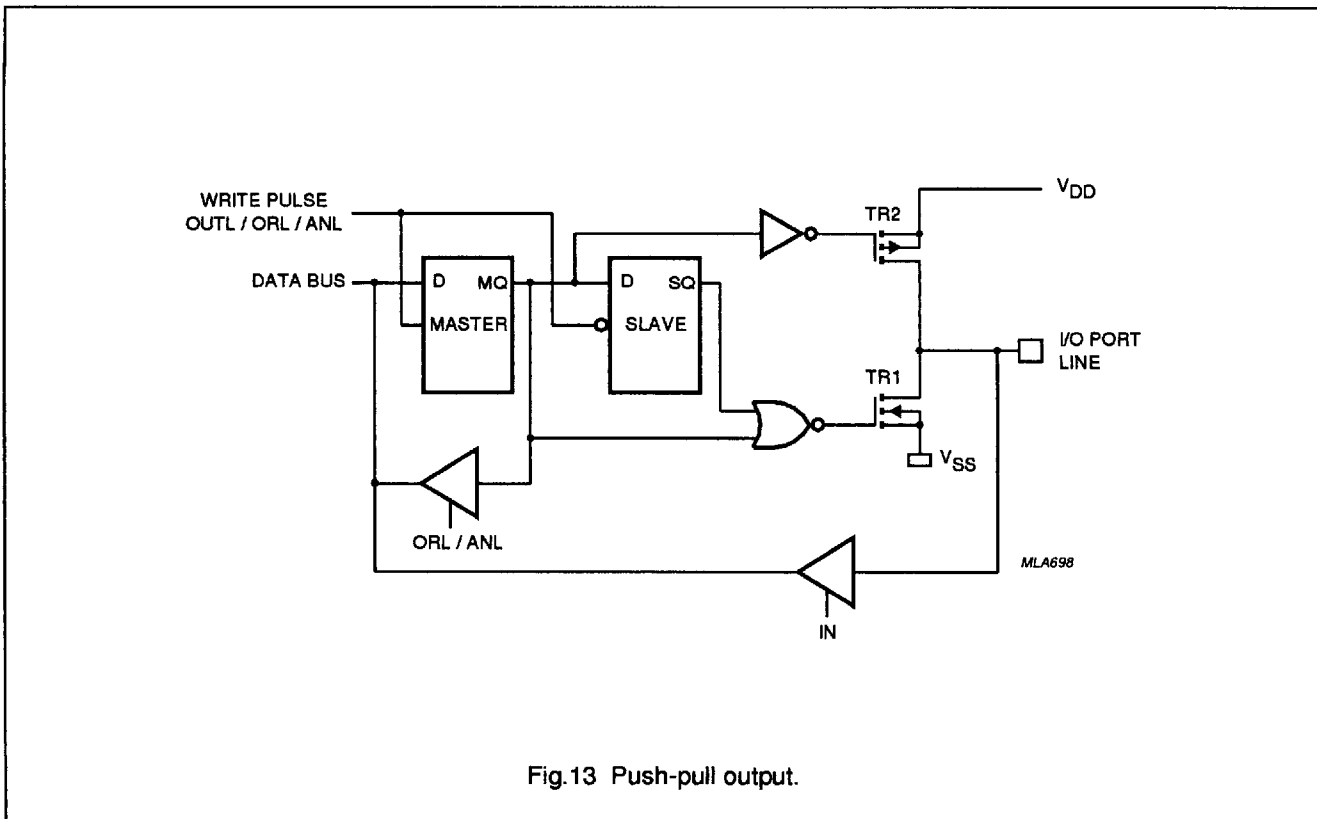 WRITE PULSE
OUTL / ORL / ANL
DATA BUS
D MQ
MASTER
D SQ
SLAVE
TR2
VDD
I/O PORT
LINE
TR1
VSS
ORL / ANL
IN
MLA698
Fig.13 Push-pull output.